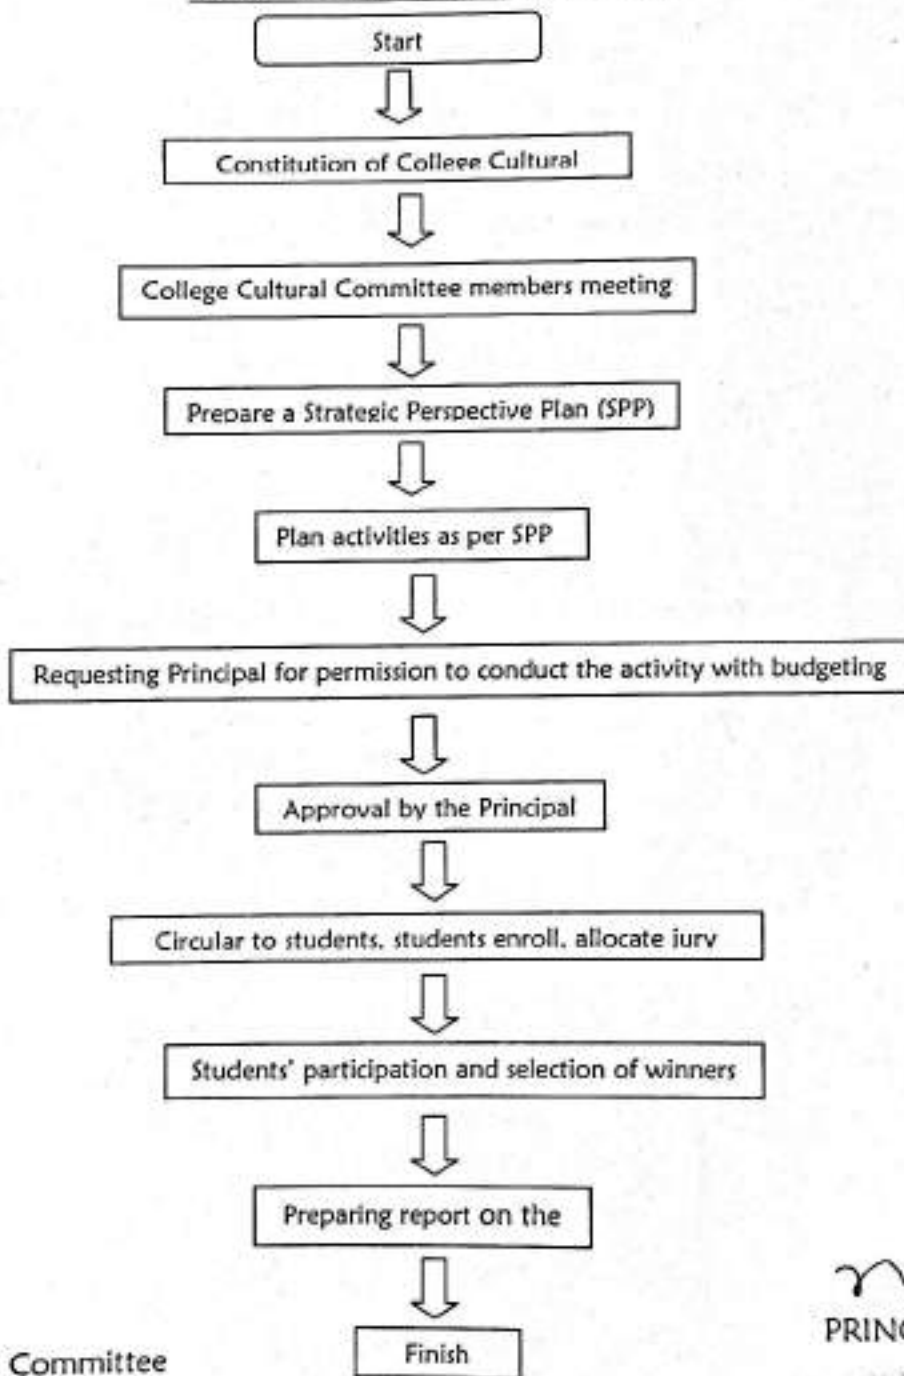 Start
Constitution of College Cultural
College Cultural Committee members meeting
Prepare a Strategic Perspective Plan (SPP)
Plan activities as per SPP
Requesting Principal for permission to conduct the activity with budgeting
Approval by the Principal
Circular to students, students enroll, allocate jury
Students' participation and selection of winners
Preparing report on the
PRINC
Committee
Finish